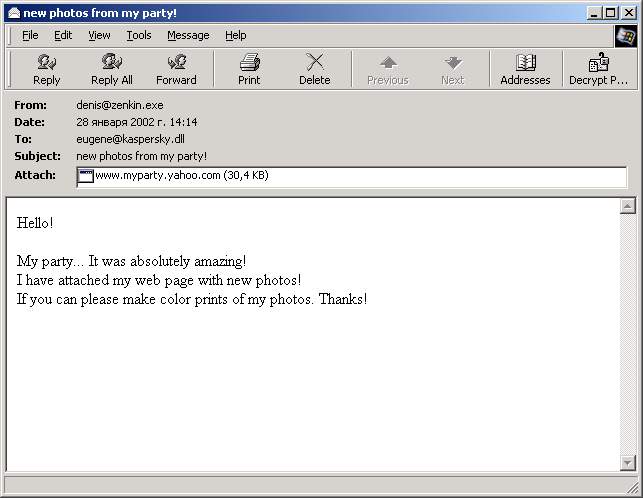 new photos from my party!
File Edit View Tools Message Help
Reply Reply All Forward Print Delete Previous Next Addresses Decrypt P...
From: denis@zenkin.exe
Date: 28 января 2002 г. 14:14
To: eugene@kaspersky.dll
Subject: new photos from my party!
Attach: www.myparty.yahoo.com (30,4 KB)
Hello!
My party... It was absolutely amazing!
I have attached my web page with new photos!
If you can please make color prints of my photos. Thanks!